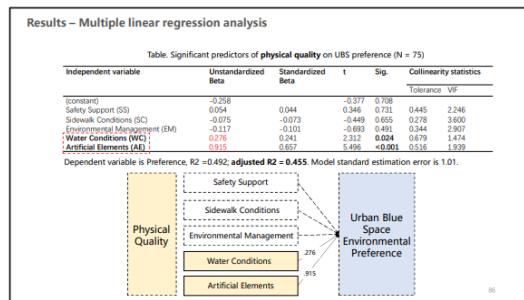 Results – Multiple linear regression analysis
Table. Significant predictors of physical quality on UBS preference (N = 75)
Independent variable Unstandardized Beta Standardized Beta t Sig. Collinearity statistics
Tolerance VIF
(constant) -0.258 -0.377 0.708
Safety Support (SS) 0.054 0.044 0.346 0.731 0.445 2.246
Sidewalk Conditions (SC) -0.075 -0.073 -0.449 0.655 0.278 3.600
Environmental Management (EM) -0.117 -0.101 -0.693 0.491 0.344 2.907
Water Conditions (WC) 0.276 0.241 2.312 0.024 0.679 1.474
Artificial Elements (AE) 0.915 0.657 5.496 <0.001 0.516 1.939
Dependent variable is Preference, R2 =0.492; adjusted R2 = 0.455. Model standard estimation error is 1.01.
Physical
Quality
Safety Support
Sidewalk Conditions
Environmental Management
Water Conditions
Artificial Elements
.276
.915
Urban Blue
Space
Environmental
Preference
86